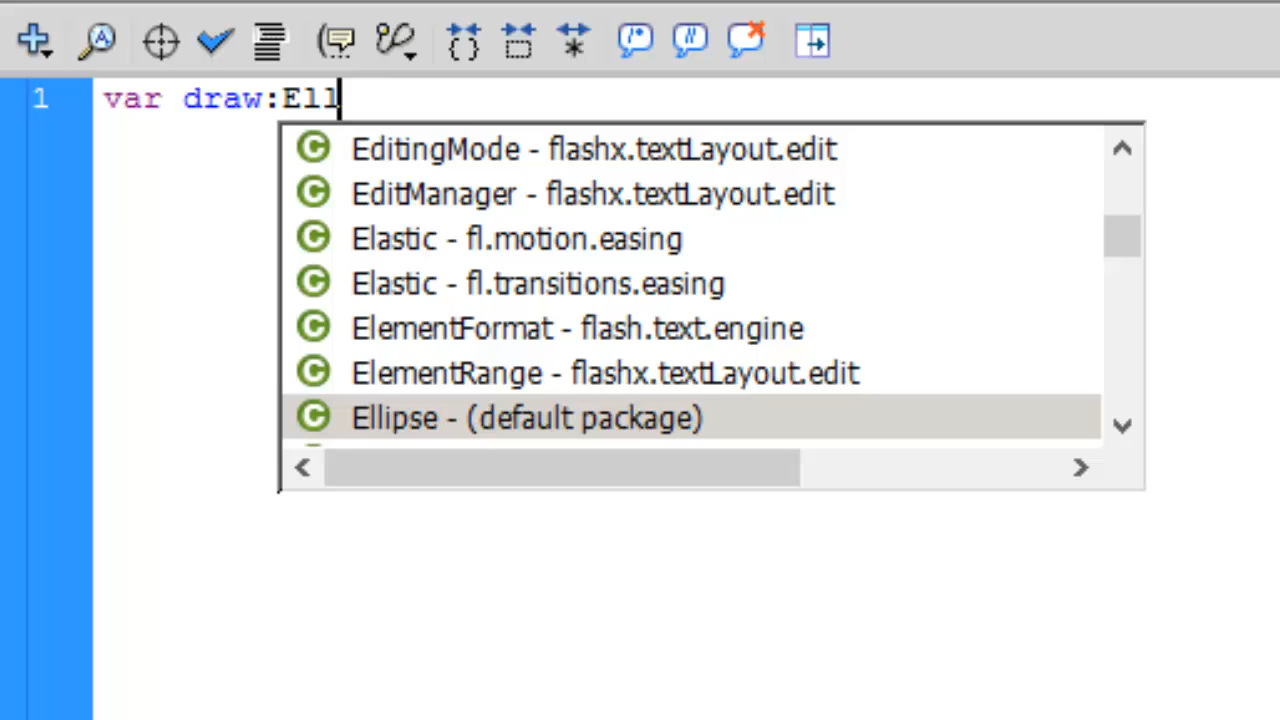 1 var draw:Ell
EditingMode - flashx.textLayout.edit
EditManager - flashx.textLayout.edit
Elastic - fl.motion.easing
Elastic - fl.transitions.easing
ElementFormat - flash.text.engine
ElementRange - flashx.textLayout.edit
Ellipse - (default package)